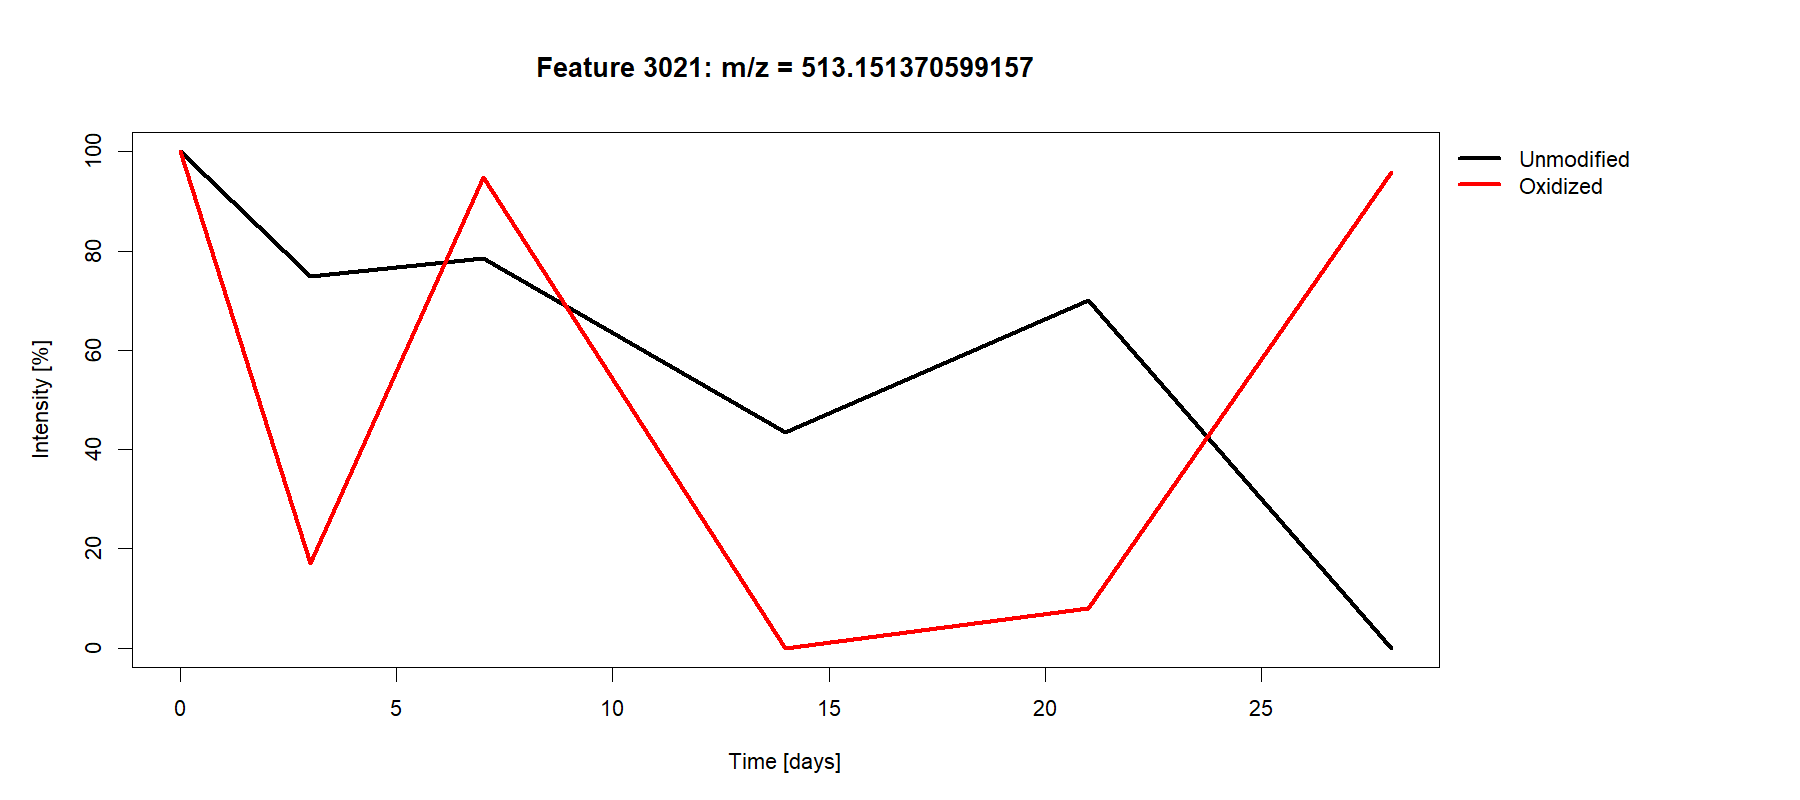 Feature 3021: m/z = 513.151370599157
Unmodified
Oxidized
Intensity [%]
100
80
60
40
20
0
0 5 10 15 20 25
Time [days]